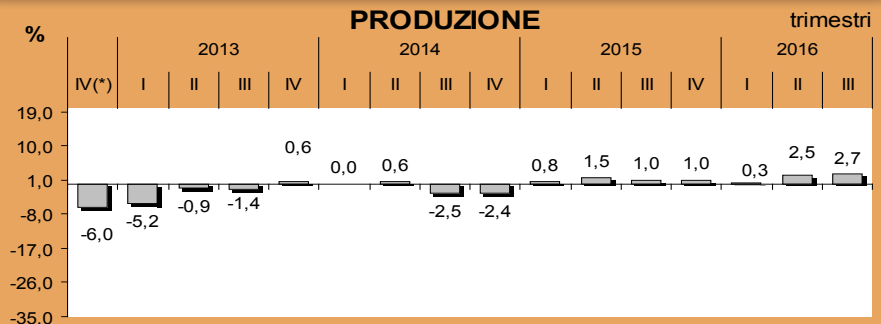 PRODUZIONE
trimestri
%
2013 2014 2015 2016
IV(*) I II III IV I II III IV I II III IV I II III
19,0
10,0
1,0
-8,0
-17,0
-26,0
-35,0
-6,0 -5,2 -0,9 -1,4 0,6 0,0 0,6 -2,5 -2,4 0,8 1,5 1,0 1,0 0,3 2,5 2,7